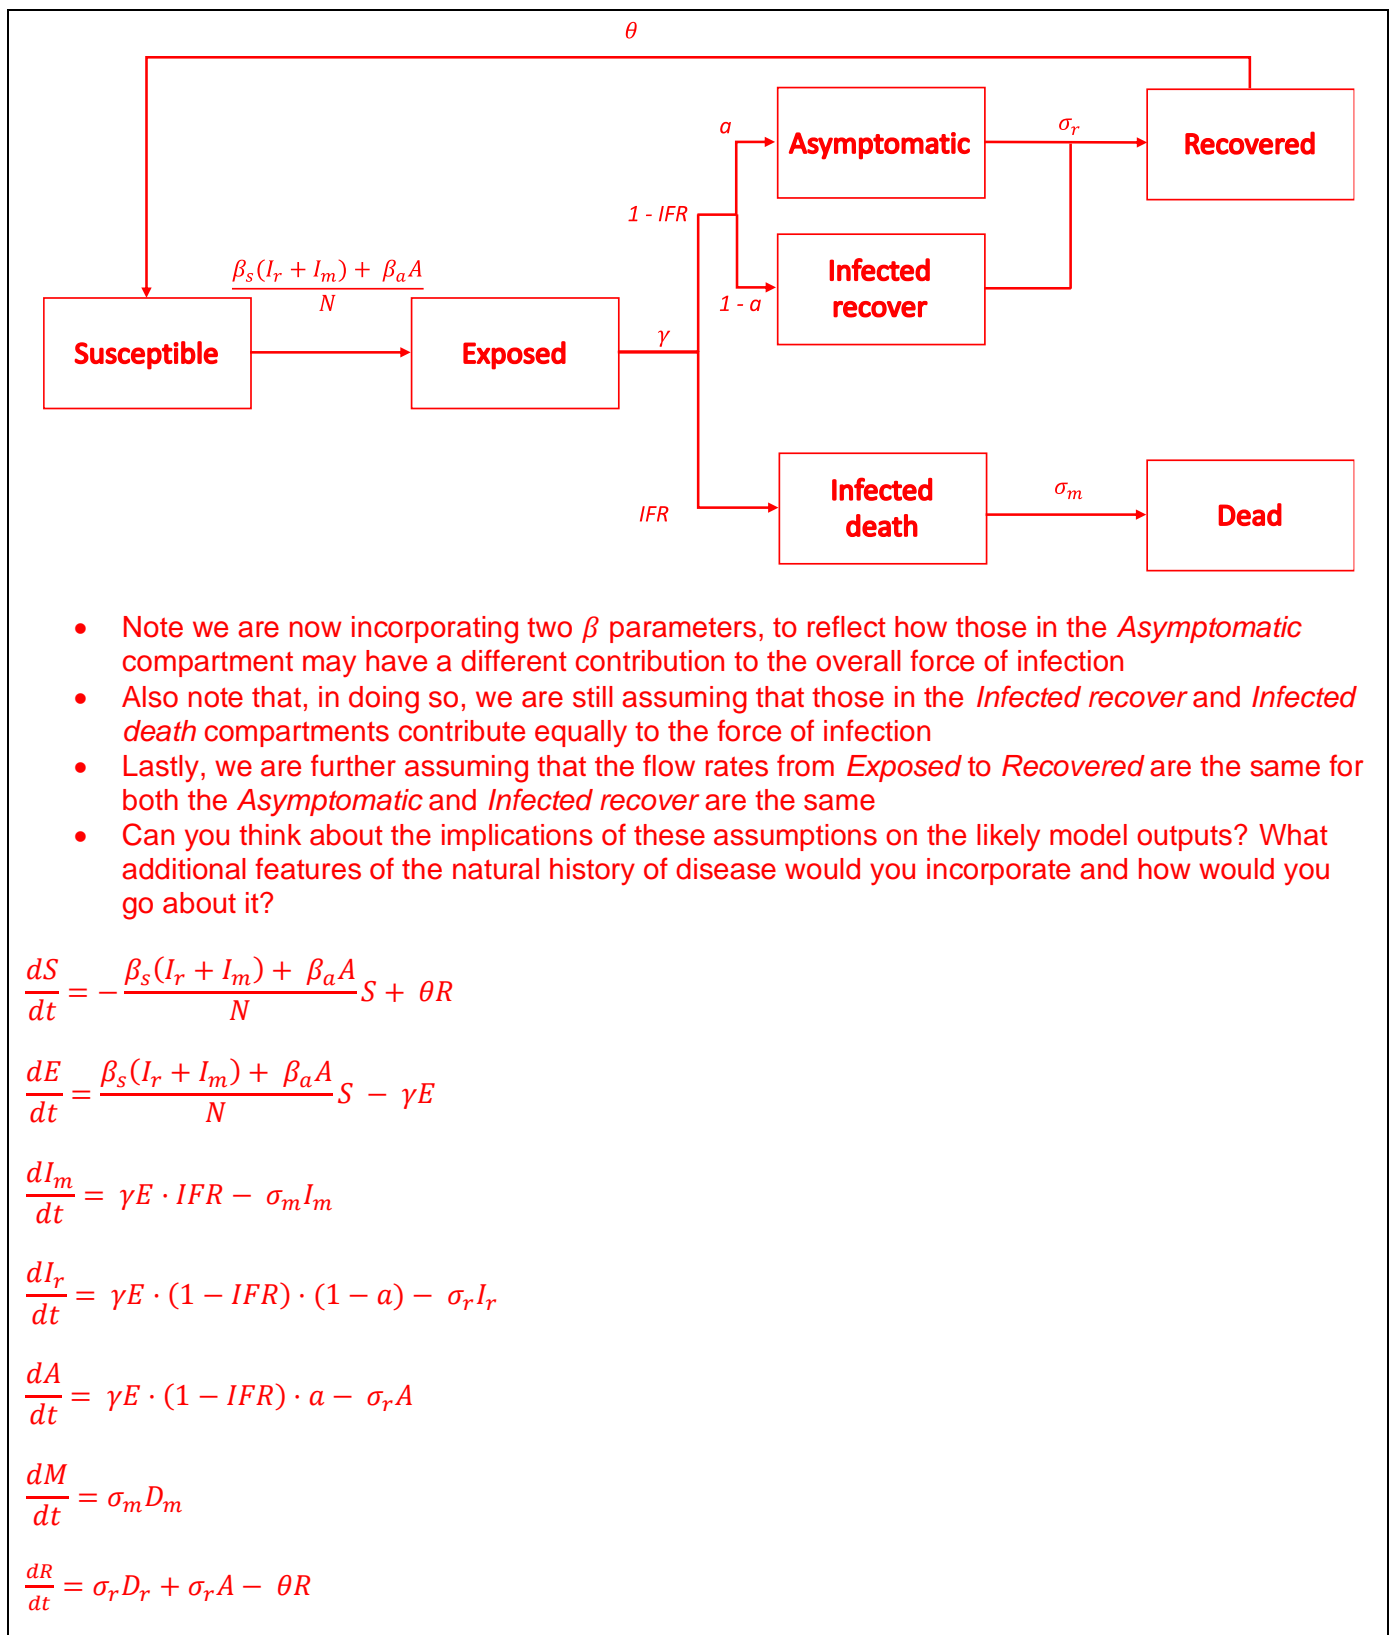 θ
a
Asymptomatic
σ_r
Recovered
1 - IFR
β_s(I_r + I_m) + β_aA
N
Infected
recover
1 - a
Susceptible
Exposed
γ
Infected
death
σ_m
Dead
IFR
• Note we are now incorporating two β parameters, to reflect how those in the Asymptomatic
compartment may have a different contribution to the overall force of infection
• Also note that, in doing so, we are still assuming that those in the Infected recover and Infected
death compartments contribute equally to the force of infection
• Lastly, we are further assuming that the flow rates from Exposed to Recovered are the same for
both the Asymptomatic and Infected recover are the same
• Can you think about the implications of these assumptions on the likely model outputs? What
additional features of the natural history of disease would you incorporate and how would you
go about it?
dS/dt = − (β_s(I_r + I_m) + β_aA)/N S + θR
dE/dt = (β_s(I_r + I_m) + β_aA)/N S − γE
dI_m/dt = γE · IFR − σ_mI_m
dI_r/dt = γE · (1 − IFR) · (1 − a) − σ_rI_r
dA/dt = γE · (1 − IFR) · a − σ_rA
dM/dt = σ_mD_m
dR/dt = σ_rD_r + σ_rA − θR